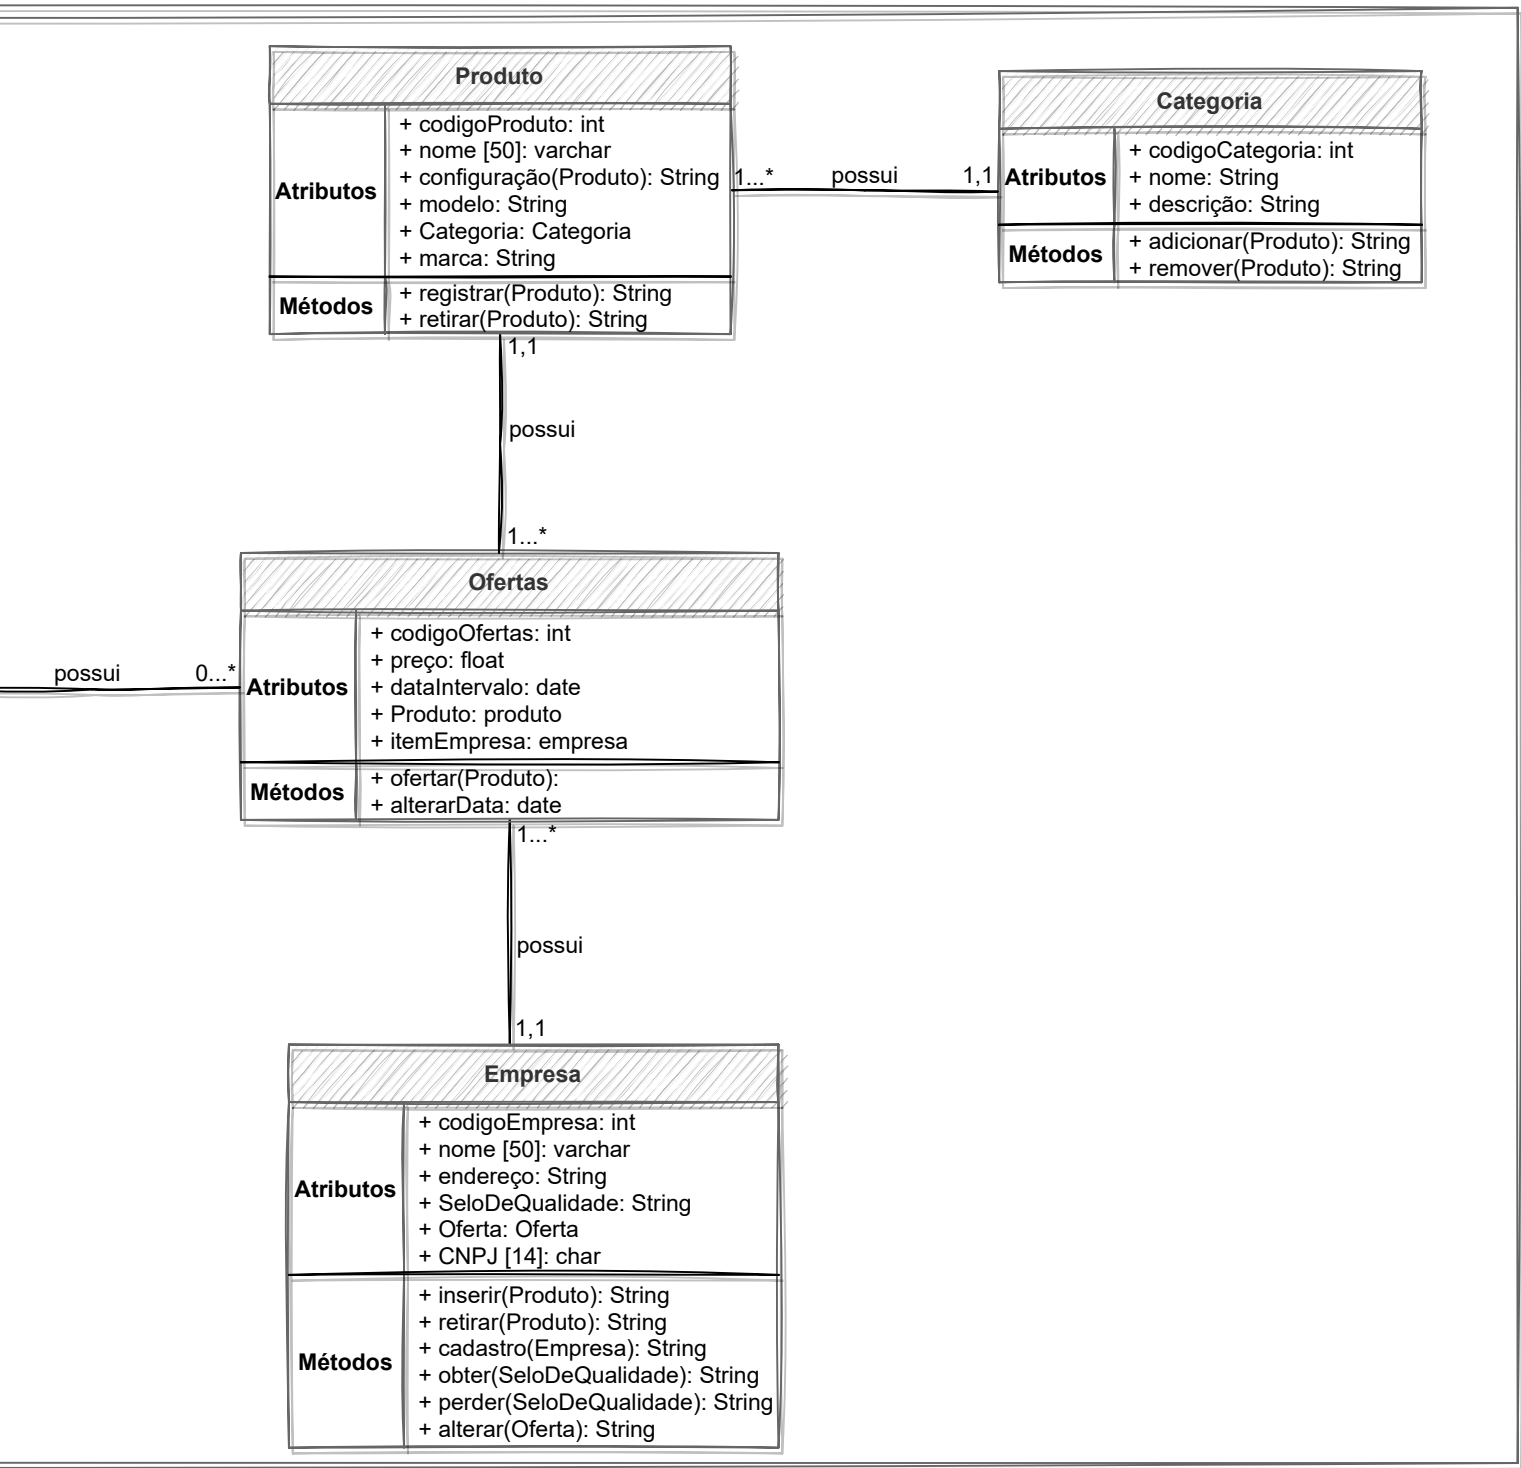 Produto
Atributos
+ codigoProduto: int
+ nome [50]: varchar
+ configuração(Produto): String
+ modelo: String
+ Categoria: Categoria
+ marca: String
Métodos
+ registrar(Produto): String
+ retirar(Produto): String
1...*
possui
1,1
Categoria
Atributos
+ codigoCategoria: int
+ nome: String
+ descrição: String
Métodos
+ adicionar(Produto): String
+ remover(Produto): String
1,1
possui
1...*
Ofertas
possui
0...*
Atributos
+ codigoOfertas: int
+ preço: float
+ dataIntervalo: date
+ Produto: produto
+ itemEmpresa: empresa
Métodos
+ ofertar(Produto):
+ alterarData: date
1...*
possui
1,1
Empresa
Atributos
+ codigoEmpresa: int
+ nome [50]: varchar
+ endereço: String
+ SeloDeQualidade: String
+ Oferta: Oferta
+ CNPJ [14]: char
Métodos
+ inserir(Produto): String
+ retirar(Produto): String
+ cadastro(Empresa): String
+ obter(SeloDeQualidade): String
+ perder(SeloDeQualidade): String
+ alterar(Oferta): String